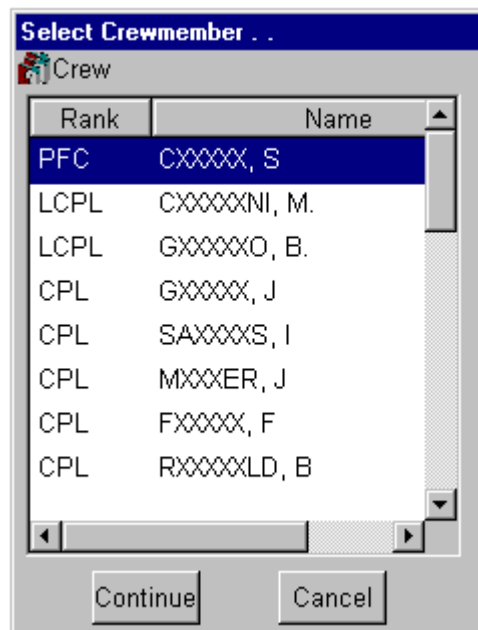 Select Crewmember . .
Crew
Rank Name
PFC CXXXXX, S
LCPL CXXXXXNI, M.
LCPL GXXXXXO, B.
CPL GXXXXX, J
CPL SAXXXXS, I
CPL MXXXER, J
CPL FXXXXX, F
CPL RXXXXXLD, B
Continue Cancel